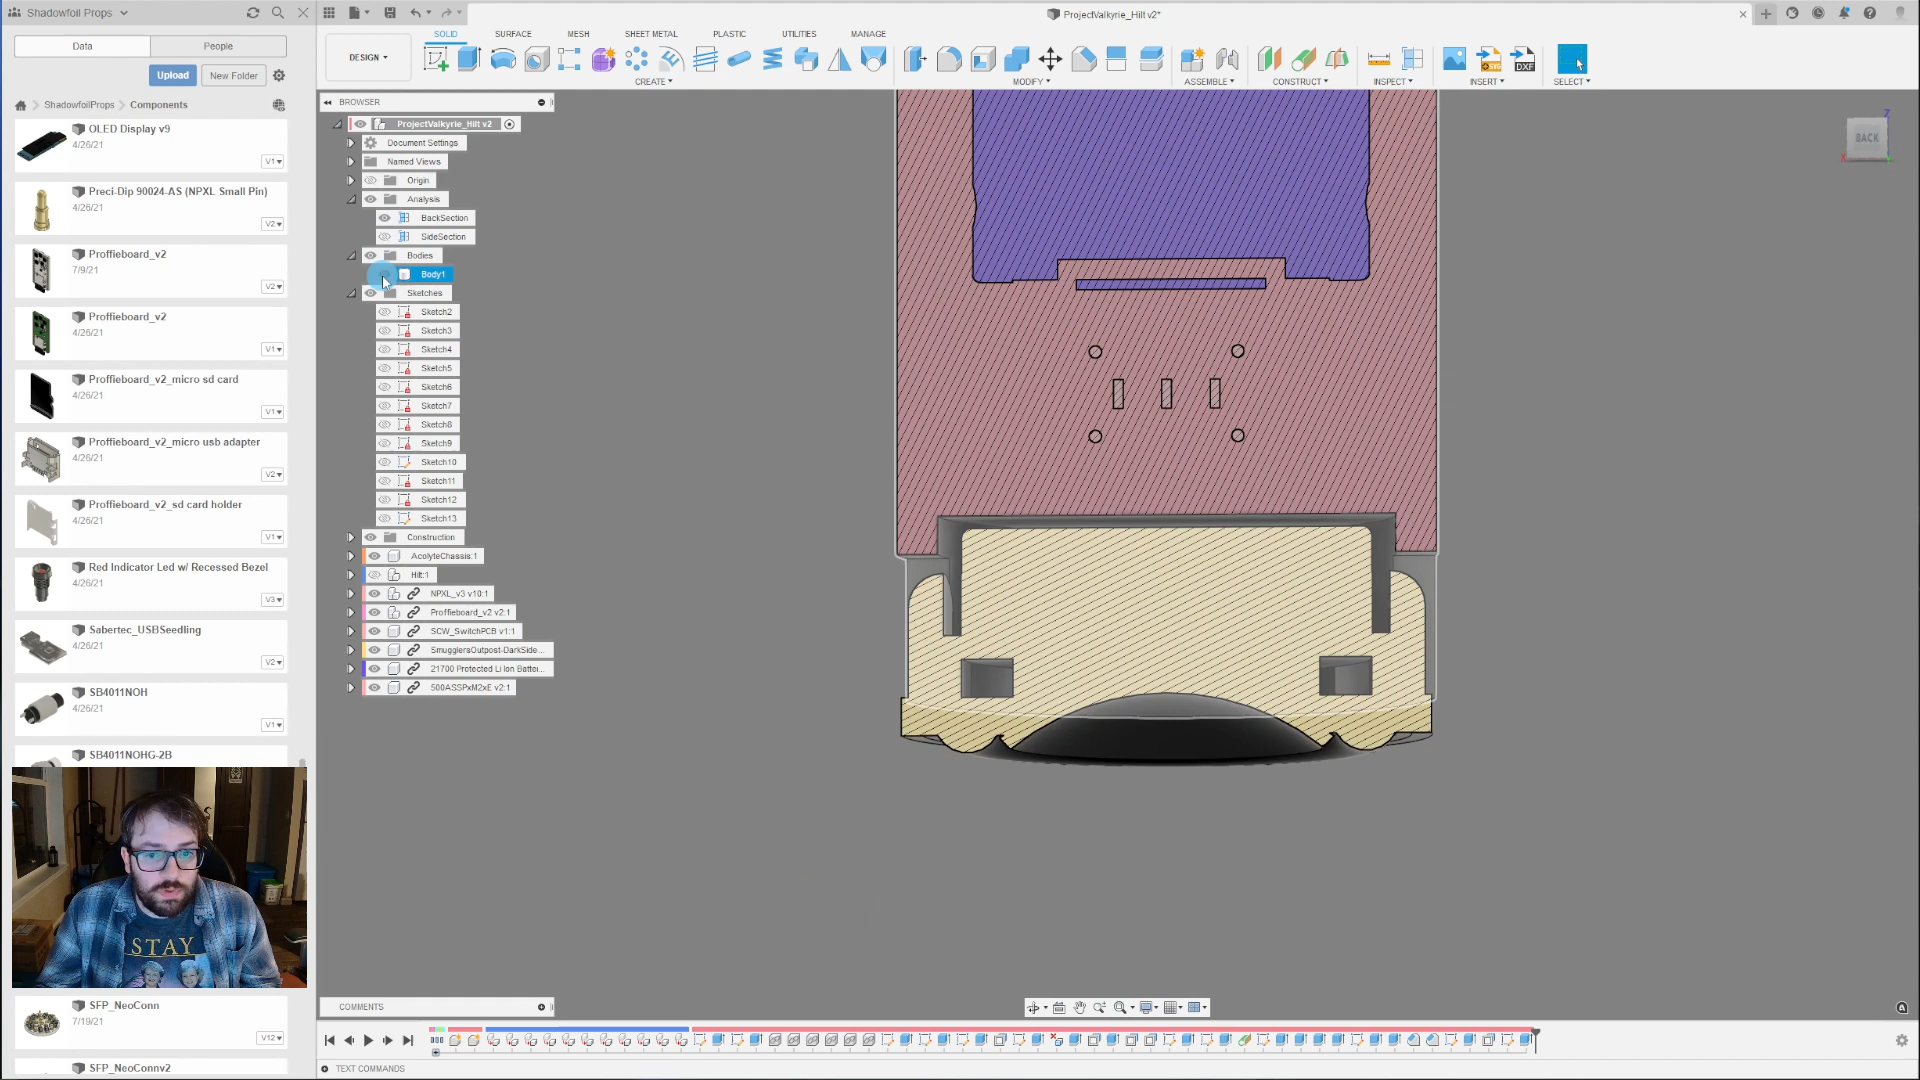 Shadowfoil Props
ProjectValkyrie_Hilt v2*
Data
People
Upload
New Folder
ShadowfoilProps
Components
OLED Display v9
4/26/21
V1
Preci-Dip 90024-AS (NPXL Small Pin)
4/26/21
V2
Proffieboard_v2
7/9/21
V2
Proffieboard_v2
4/26/21
V1
Proffieboard_v2_micro sd card
4/26/21
V1
Proffieboard_v2_micro usb adapter
4/26/21
V2
Proffieboard_v2_sd card holder
4/26/21
V1
Red Indicator Led w/ Recessed Bezel
4/26/21
V3
Sabertec_USBSeedling
4/26/21
V2
SB4011NOH
4/26/21
V1
SB4011NOHG-2B
STAY
SFP_NeoConn
7/19/21
V12
SFP_NeoConnv2
DESIGN
SOLID
SURFACE
MESH
SHEET METAL
PLASTIC
UTILITIES
MANAGE
CREATE
MODIFY
ASSEMBLE
CONSTRUCT
INSPECT
INSERT
SELECT
SVG
DXF
BROWSER
ProjectValkyrie_Hilt v2
Document Settings
Named Views
Origin
Analysis
BackSection
SideSection
Bodies
Body1
Sketches
Sketch2
Sketch3
Sketch4
Sketch5
Sketch6
Sketch7
Sketch8
Sketch9
Sketch10
Sketch11
Sketch12
Sketch13
Construction
AcolyteChassis:1
Hilt:1
NPXL_v3 v10:1
Proffieboard_v2 v2:1
SCW_SwitchPCB v1:1
SmugglersOutpost-DarkSide...
21700 Protected Li Ion Batter...
500ASSPxM2xE v2:1
Z
BACK
X
COMMENTS
TEXT COMMANDS